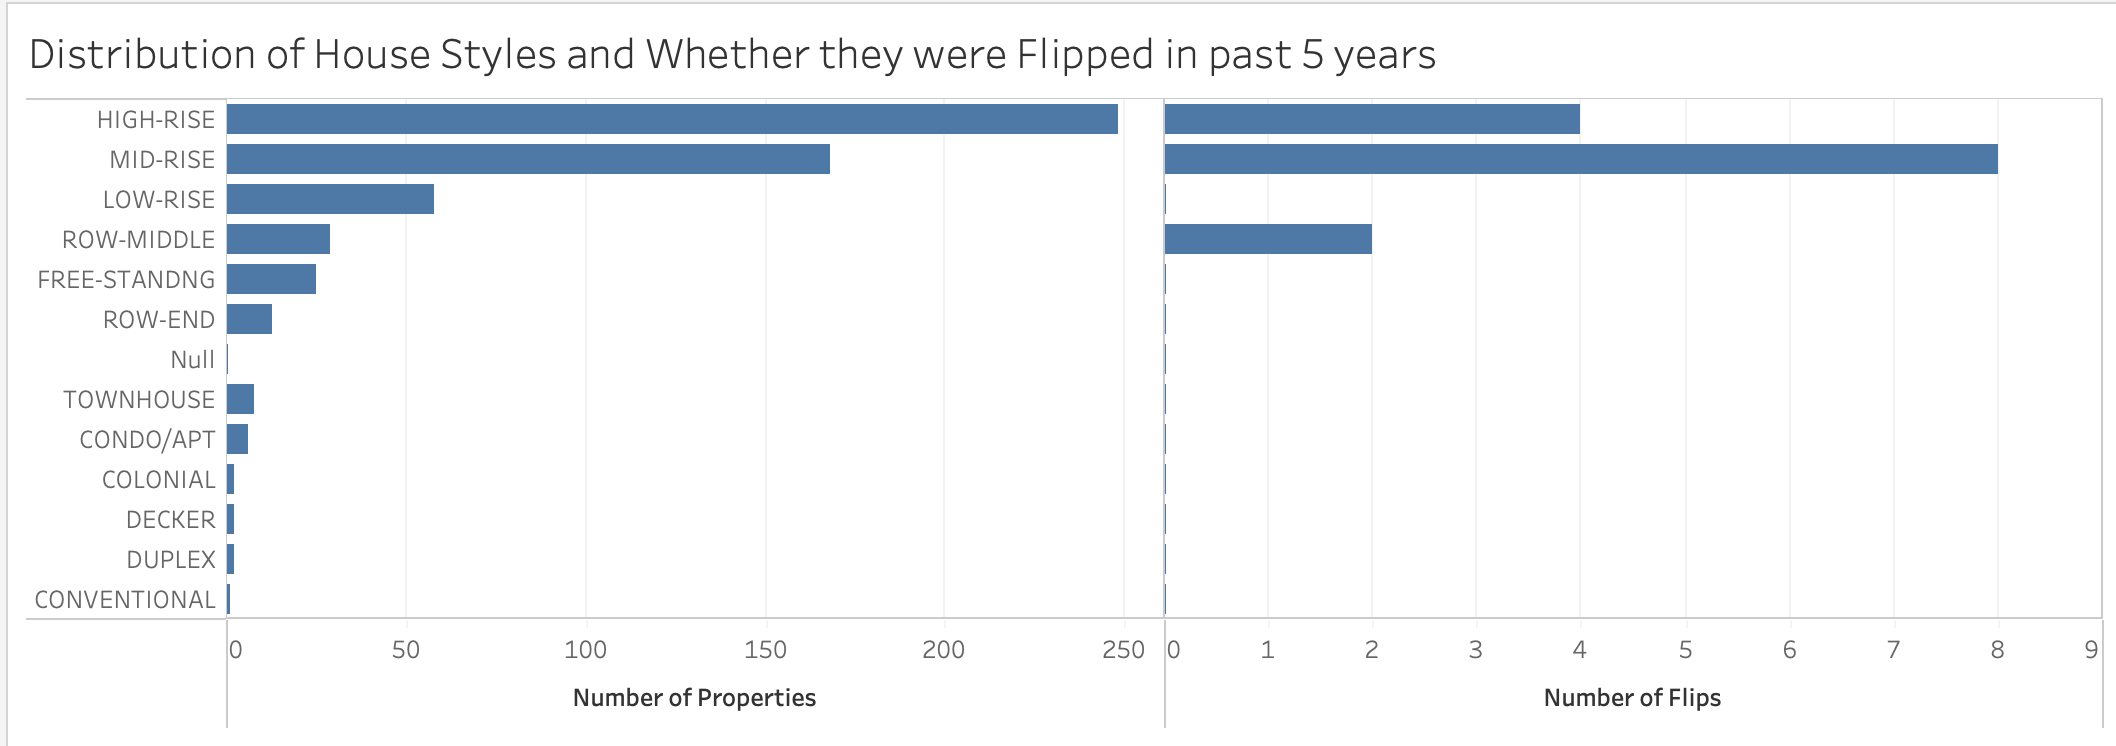 Distribution of House Styles and Whether they were Flipped in past 5 years
HIGH-RISE
MID-RISE
LOW-RISE
ROW-MIDDLE
FREE-STANDNG
ROW-END
Null
TOWNHOUSE
CONDO/APT
COLONIAL
DECKER
DUPLEX
CONVENTIONAL
0 50 100 150 200 250 0 1 2 3 4 5 6 7 8 9
Number of Properties Number of Flips